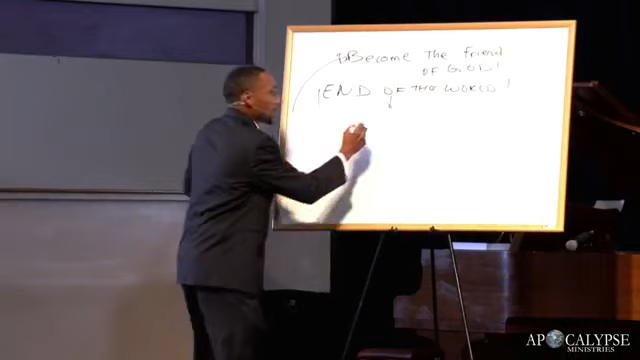 Become The friend
OF GOD!
END OF THE WORLD!
APOCALYPSE
MINISTRIES